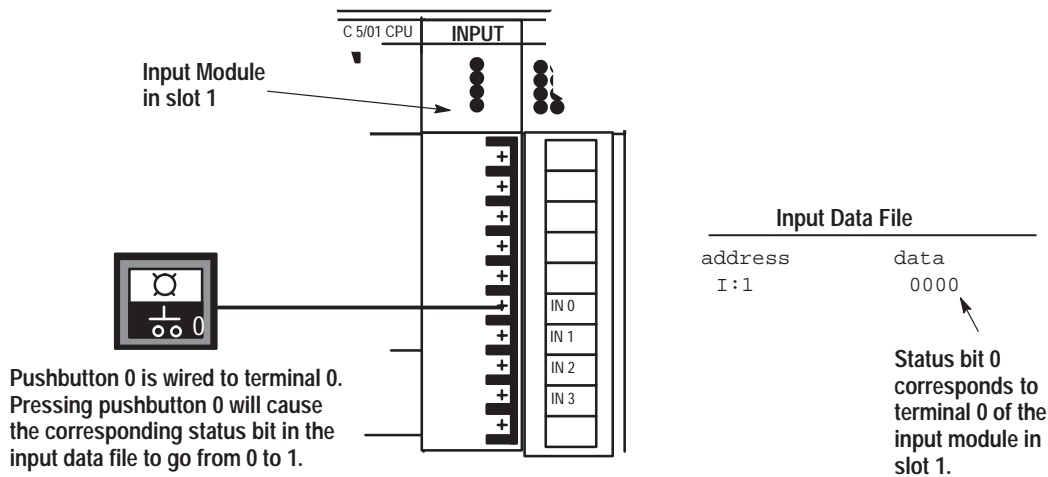 C 5/01 CPU
INPUT
Input Module
in slot 1
+
+
+
+
+
+
+
+
+
+
IN 0
IN 1
IN 2
IN 3
0
Pushbutton 0 is wired to terminal 0.
Pressing pushbutton 0 will cause
the corresponding status bit in the
input data file to go from 0 to 1.
Input Data File
address data
I:1 0000
Status bit 0
corresponds to
terminal 0 of the
input module in
slot 1.